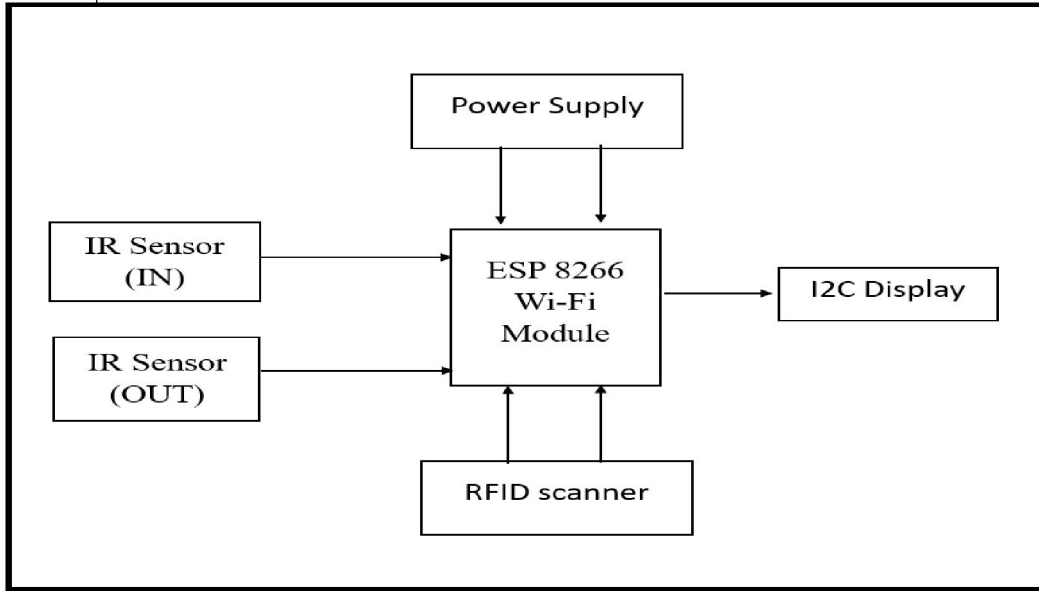 Power Supply
IR Sensor
(IN)
ESP 8266
Wi-Fi
Module
I2C Display
IR Sensor
(OUT)
RFID scanner